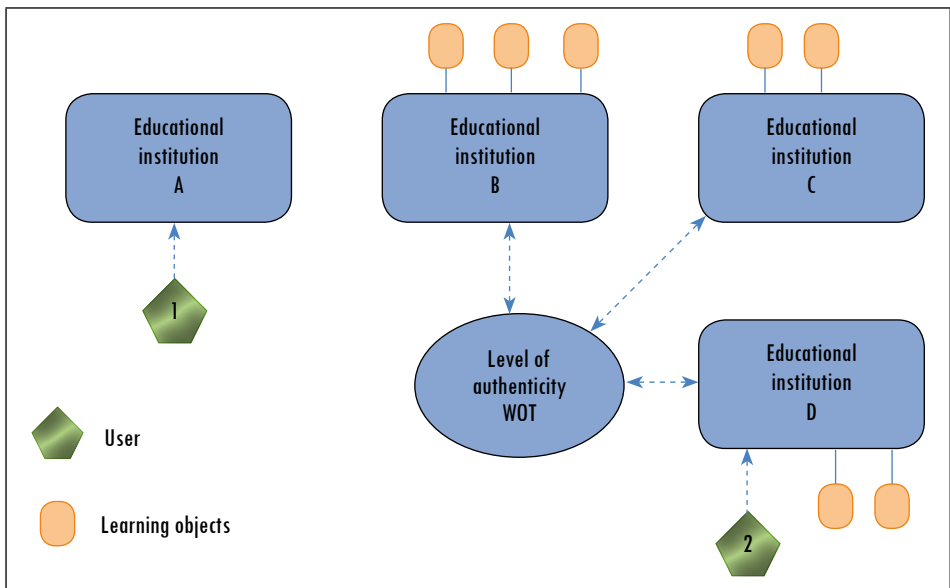 Educational
institution
A
Educational
institution
B
Educational
institution
C
1
Level of
authenticity
WOT
Educational
institution
D
User
Learning objects
2